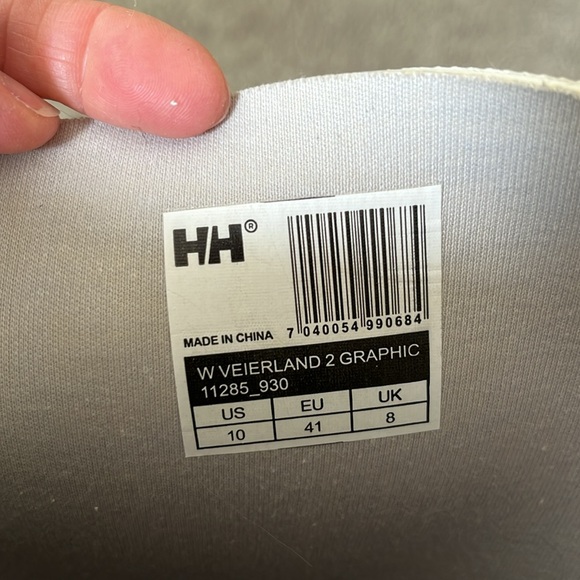 HH®
7 040054 990684
MADE IN CHINA
W VEIERLAND 2 GRAPHIC
11285_930
US EU UK
10 41 8